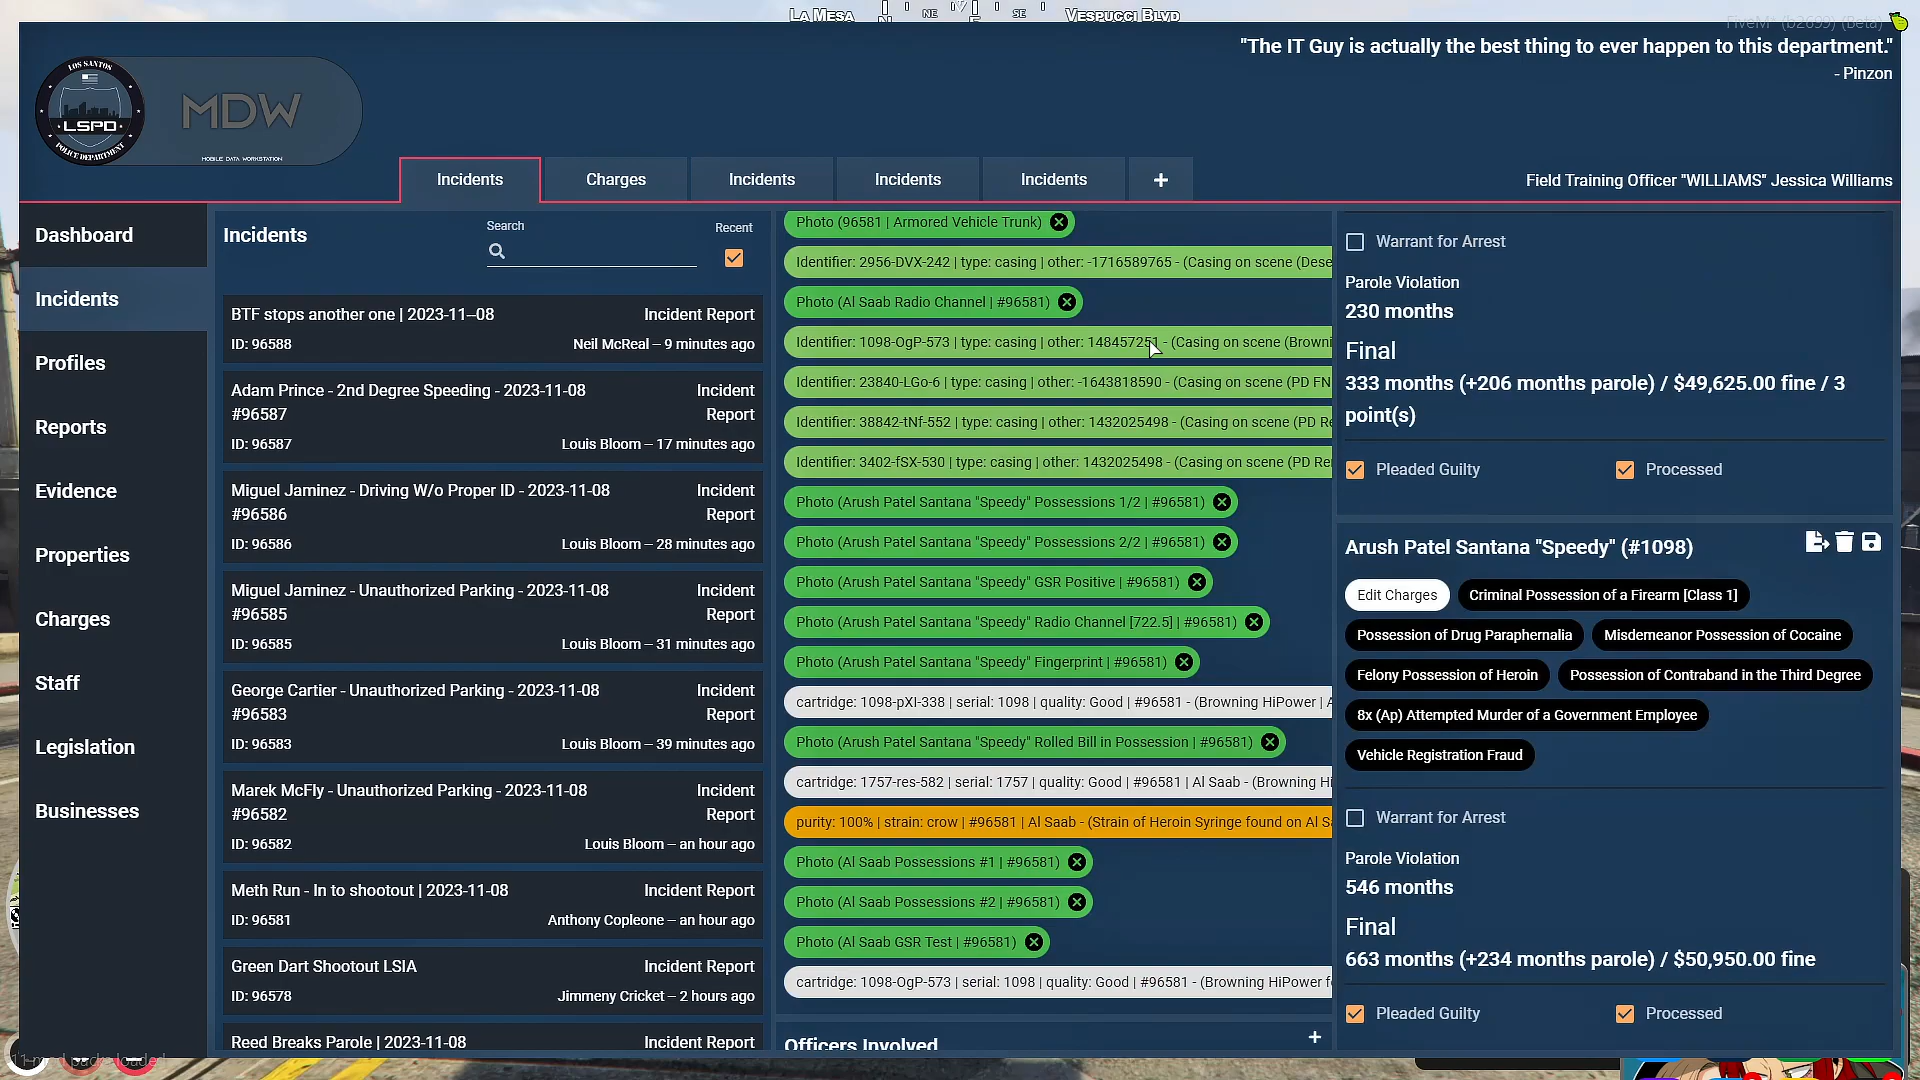 LA MESA
N
NE
E
SE
VESPUCCI BLVD
FiveM* (b2699) (Beta)
"The IT Guy is actually the best thing to ever happen to this department."
- Pinzon
LOS SANTOS
LSPD
POLICE DEPARTMENT
MDW
MOBILE DATA WORKSTATION
Incidents
Charges
Incidents
Incidents
Incidents
+
Field Training Officer "WILLIAMS" Jessica Williams
Dashboard
Incidents
Profiles
Reports
Evidence
Properties
Charges
Staff
Legislation
Businesses
Incidents
Search
Recent
BTF stops another one | 2023-11--08
Incident Report
ID: 96588
Neil McReal – 9 minutes ago
Adam Prince - 2nd Degree Speeding - 2023-11-08
#96587
Incident
Report
ID: 96587
Louis Bloom – 17 minutes ago
Miguel Jaminez - Driving W/o Proper ID - 2023-11-08
#96586
Incident
Report
ID: 96586
Louis Bloom – 28 minutes ago
Miguel Jaminez - Unauthorized Parking - 2023-11-08
#96585
Incident
Report
ID: 96585
Louis Bloom – 31 minutes ago
George Cartier - Unauthorized Parking - 2023-11-08
#96583
Incident
Report
ID: 96583
Louis Bloom – 39 minutes ago
Marek McFly - Unauthorized Parking - 2023-11-08
#96582
Incident
Report
ID: 96582
Louis Bloom – an hour ago
Meth Run - In to shootout | 2023-11-08
Incident Report
ID: 96581
Anthony Copleone – an hour ago
Green Dart Shootout LSIA
Incident Report
ID: 96578
Jimmeny Cricket – 2 hours ago
Reed Breaks Parole | 2023-11-08
Incident Report
Photo (96581 | Armored Vehicle Trunk)
Identifier: 2956-DVX-242 | type: casing | other: -1716589765 - (Casing on scene (Dese
Photo (Al Saab Radio Channel | #96581)
Identifier: 1098-OgP-573 | type: casing | other: 148457251 - (Casing on scene (Browni
Identifier: 23840-LGo-6 | type: casing | other: -1643818590 - (Casing on scene (PD FN
Identifier: 38842-tNf-552 | type: casing | other: 1432025498 - (Casing on scene (PD Re
Identifier: 3402-fSX-530 | type: casing | other: 1432025498 - (Casing on scene (PD Rem
Photo (Arush Patel Santana "Speedy" Possessions 1/2 | #96581)
Photo (Arush Patel Santana "Speedy" Possessions 2/2 | #96581)
Photo (Arush Patel Santana "Speedy" GSR Positive | #96581)
Photo (Arush Patel Santana "Speedy" Radio Channel [722.5] | #96581)
Photo (Arush Patel Santana "Speedy" Fingerprint | #96581)
cartridge: 1098-pXI-338 | serial: 1098 | quality: Good | #96581 - (Browning HiPower | A
Photo (Arush Patel Santana "Speedy" Rolled Bill in Possession | #96581)
cartridge: 1757-res-582 | serial: 1757 | quality: Good | #96581 | Al Saab - (Browning Hi
purity: 100% | strain: crow | #96581 | Al Saab - (Strain of Heroin Syringe found on Al S
Photo (Al Saab Possessions #1 | #96581)
Photo (Al Saab Possessions #2 | #96581)
Photo (Al Saab GSR Test | #96581)
cartridge: 1098-OgP-573 | serial: 1098 | quality: Good | #96581 - (Browning HiPower f
Officers Involved
+
Warrant for Arrest
Parole Violation
230 months
Final
333 months (+206 months parole) / $49,625.00 fine / 3
point(s)
Pleaded Guilty
Processed
Arush Patel Santana "Speedy" (#1098)
Edit Charges
Criminal Possession of a Firearm [Class 1]
Possession of Drug Paraphernalia
Misdemeanor Possession of Cocaine
Felony Possession of Heroin
Possession of Contraband in the Third Degree
8x (Ap) Attempted Murder of a Government Employee
Vehicle Registration Fraud
Warrant for Arrest
Parole Violation
546 months
Final
663 months (+234 months parole) / $50,950.00 fine
Pleaded Guilty
Processed